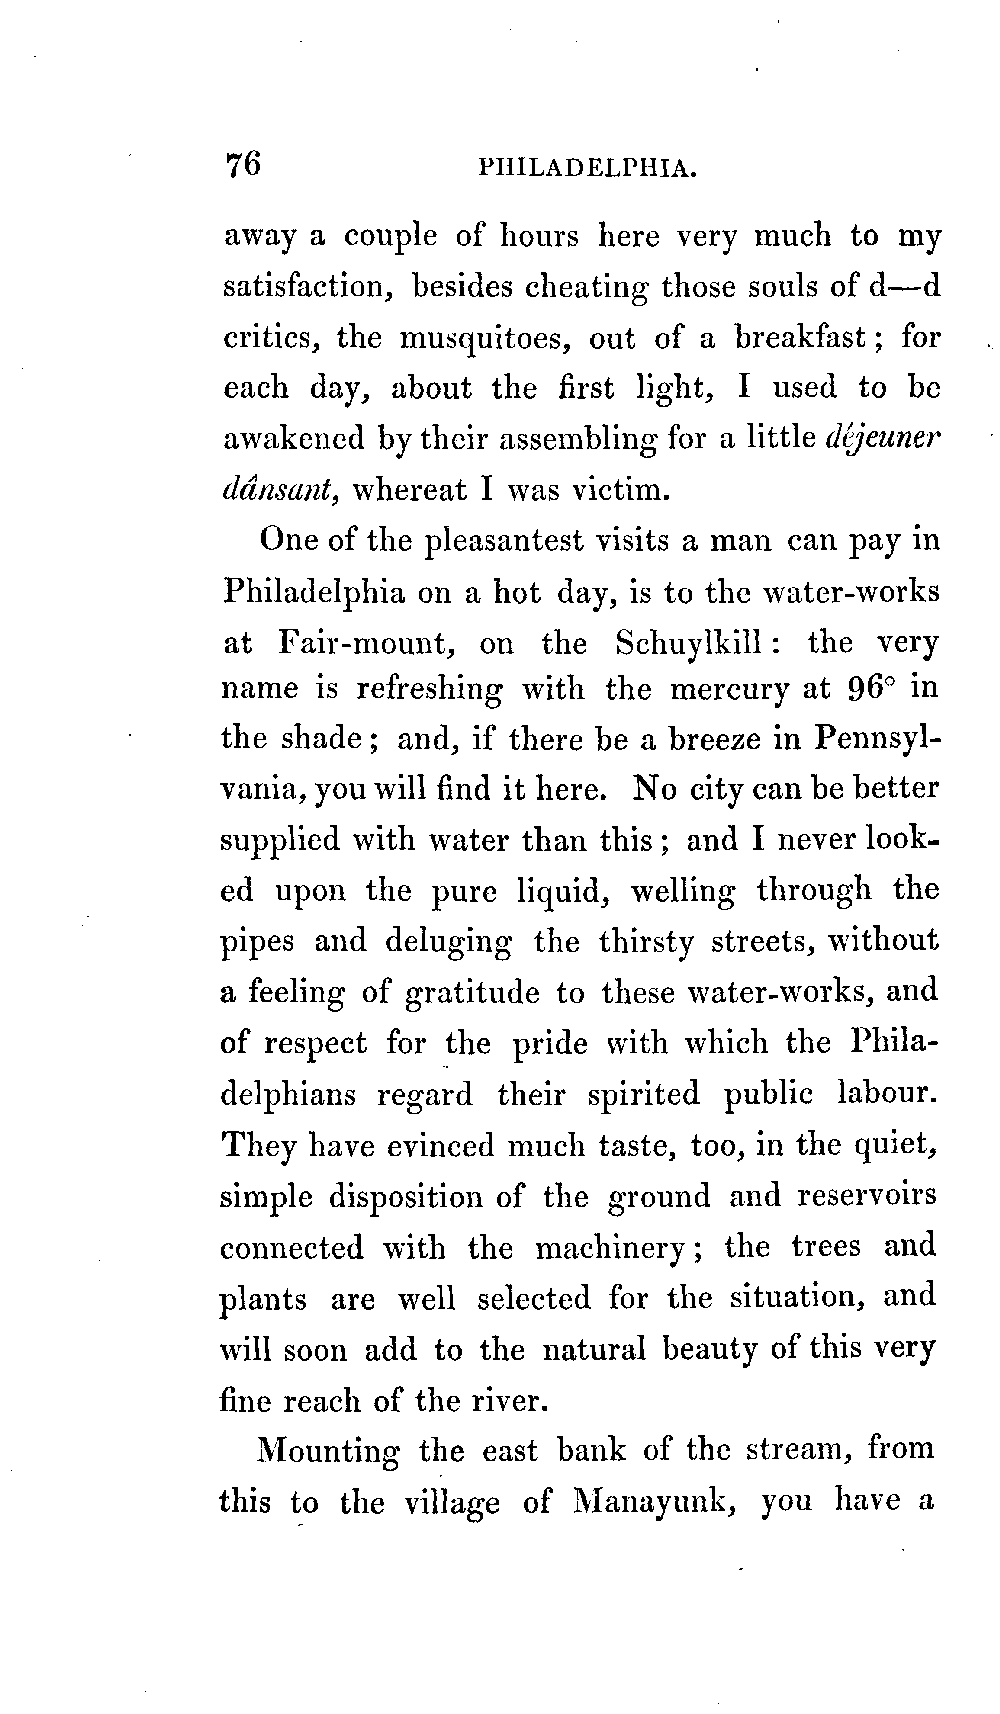 76 PHILADELPHIA.
away a couple of hours here very much to my
satisfaction, besides cheating those souls of d—d
critics, the musquitoes, out of a breakfast; for
each day, about the first light, I used to be
awakened by their assembling for a little déjeuner
dânsant, whereat I was victim.
One of the pleasantest visits a man can pay in
Philadelphia on a hot day, is to the water-works
at Fair-mount, on the Schuylkill: the very
name is refreshing with the mercury at 96° in
the shade; and, if there be a breeze in Pennsyl-
vania, you will find it here. No city can be better
supplied with water than this; and I never look-
ed upon the pure liquid, welling through the
pipes and deluging the thirsty streets, without
a feeling of gratitude to these water-works, and
of respect for the pride with which the Phila-
delphians regard their spirited public labour.
They have evinced much taste, too, in the quiet,
simple disposition of the ground and reservoirs
connected with the machinery; the trees and
plants are well selected for the situation, and
will soon add to the natural beauty of this very
fine reach of the river.
Mounting the east bank of the stream, from
this to the village of Manayunk, you have a